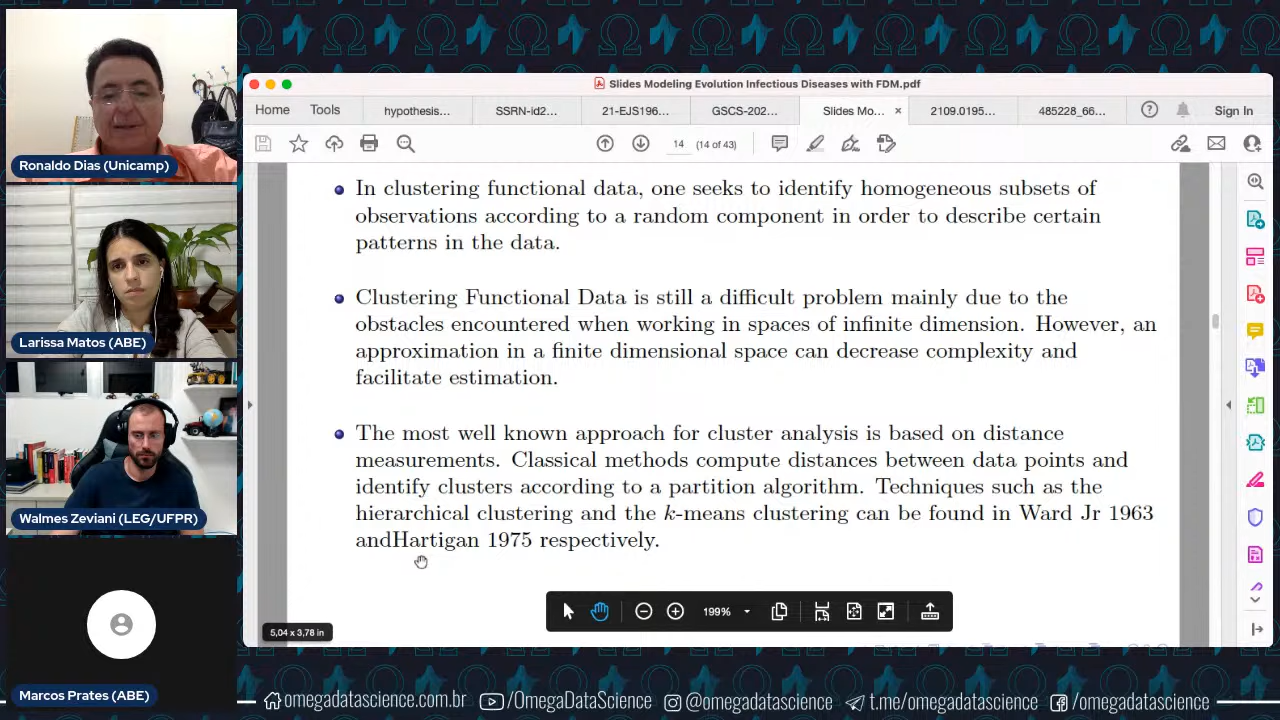 Ronaldo Dias (Unicamp)
Larissa Matos (ABE)
Walmes Zeviani (LEG/UFPR)
Marcos Prates (ABE)
Slides Modeling Evolution Infectious Diseases with FDM.pdf
Home Tools hypothesis... SSRN-id2... 21-EJS196... GSCS-202... Slides Mo... × 2109.0195... 485228_66... Sign In
14 (14 of 43)
In clustering functional data, one seeks to identify homogeneous subsets of
observations according to a random component in order to describe certain
patterns in the data.
Clustering Functional Data is still a difficult problem mainly due to the
obstacles encountered when working in spaces of infinite dimension. However, an
approximation in a finite dimensional space can decrease complexity and
facilitate estimation.
The most well known approach for cluster analysis is based on distance
measurements. Classical methods compute distances between data points and
identify clusters according to a partition algorithm. Techniques such as the
hierarchical clustering and the k-means clustering can be found in Ward Jr 1963
andHartigan 1975 respectively.
199%
5,04 x 3,78 in
omegadatascience.com.br /OmegaDataScience @omegadatascience t.me/omegadatascience /omegadatascience